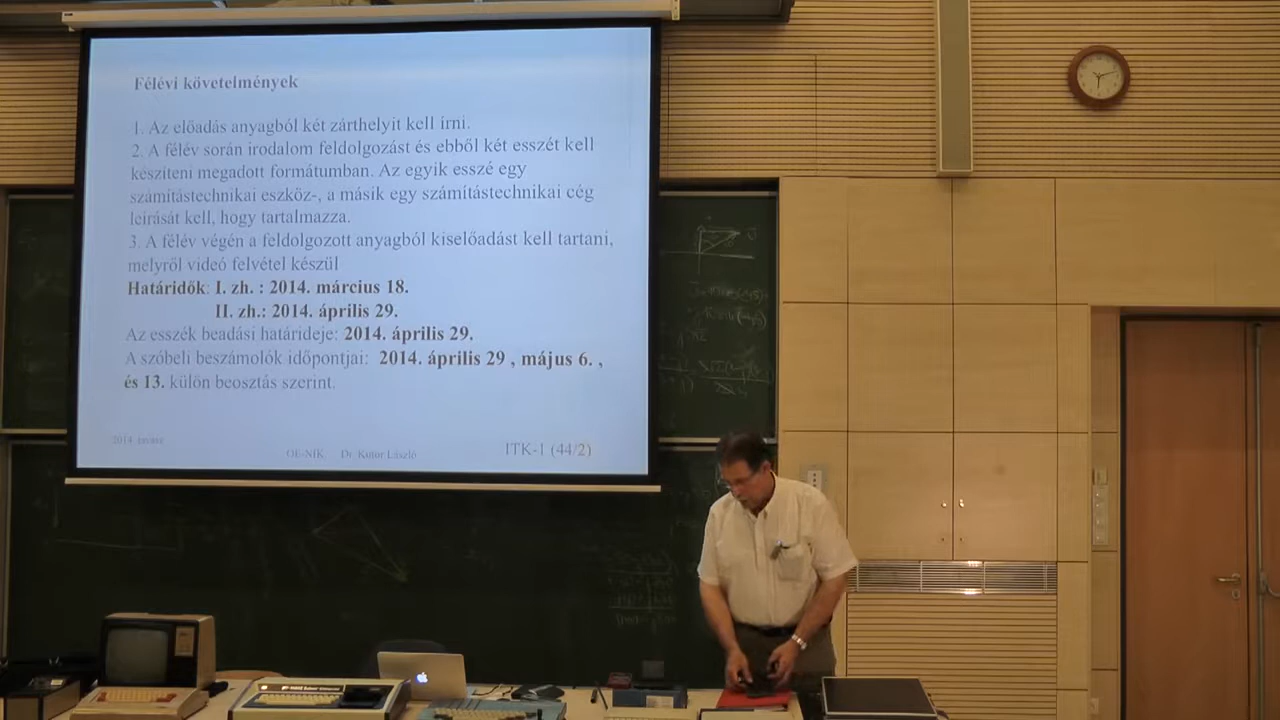 Félévi követelmények
1. Az előadás anyagból két zárthelyit kell írni.
2. A félév során irodalom feldolgozást és ebből két esszét kell
készíteni megadott formátumban. Az egyik esszé egy
számítástechnikai eszköz-, a másik egy számítástechnikai cég
leírását kell, hogy tartalmazza.
3. A félév végén a feldolgozott anyagból kiselőadást kell tartani,
melyről videó felvétel készül
Határidők: I. zh. : 2014. március 18.
II. zh.: 2014. április 29.
Az esszék beadási határideje: 2014. április 29.
A szóbeli beszámolók időpontjai: 2014. április 29 , május 6. ,
és 13. külön beosztás szerint.
2014. tavasz
OE-NIK Dr. Kutor László
ITK-1 (44/2)